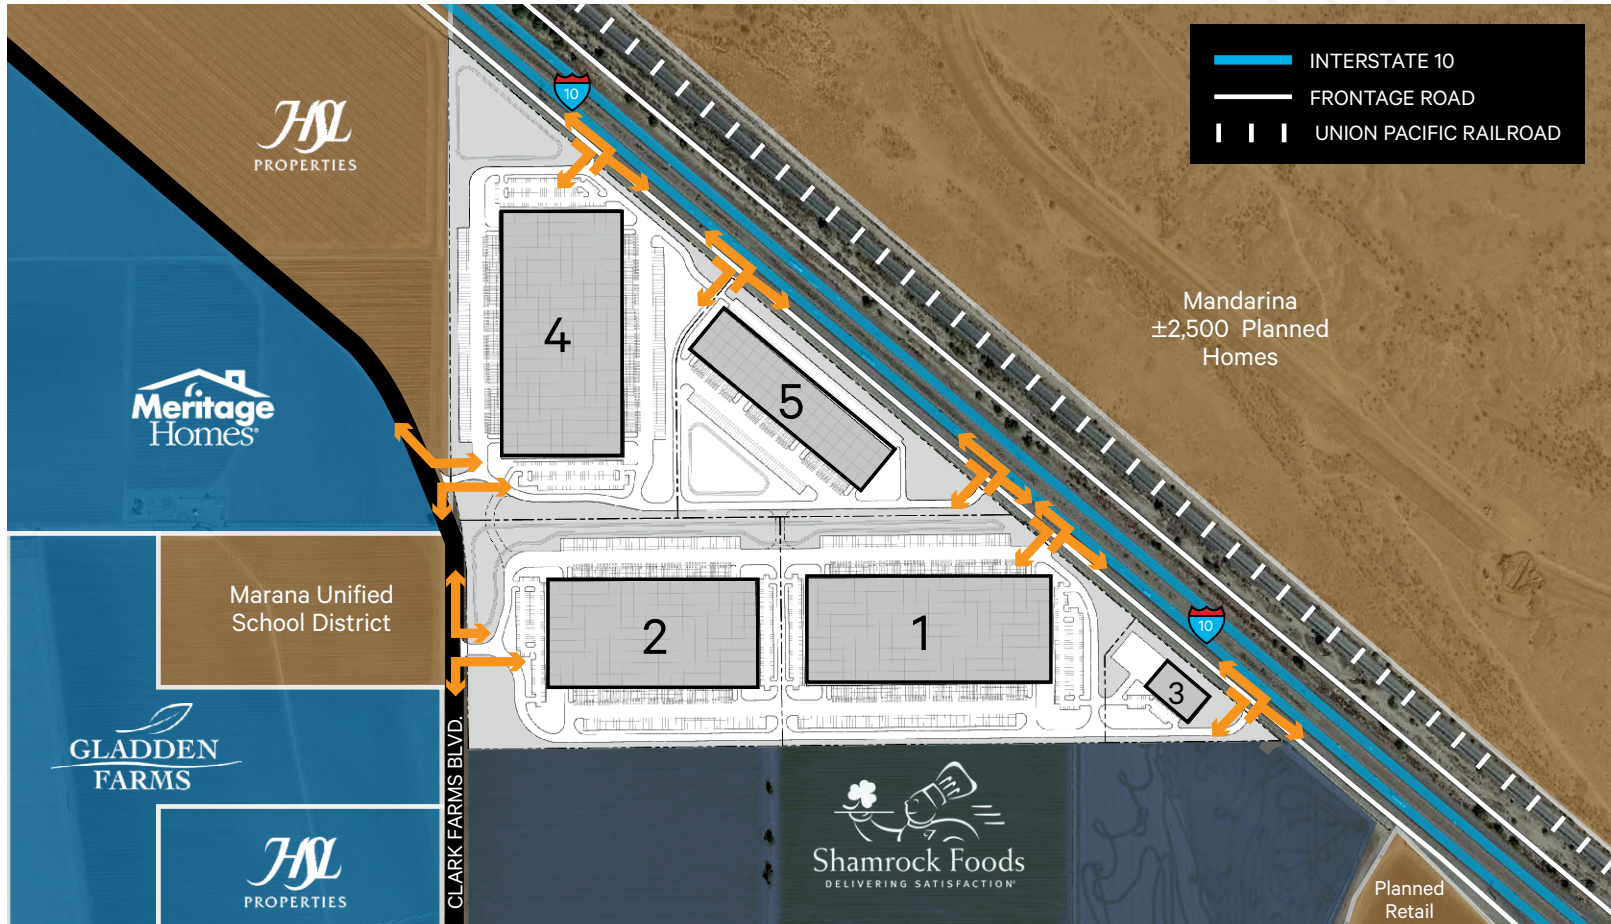 INTERSTATE 10
FRONTAGE ROAD
UNION PACIFIC RAILROAD
10
HSL
PROPERTIES
Mandarina
±2,500 Planned
Homes
4
5
Meritage
Homes®
Marana Unified
School District
2
1
10
3
GLADDEN
FARMS
CLARK FARMS BLVD.
HSL
PROPERTIES
Shamrock Foods
DELIVERING SATISFACTION®
Planned
Retail